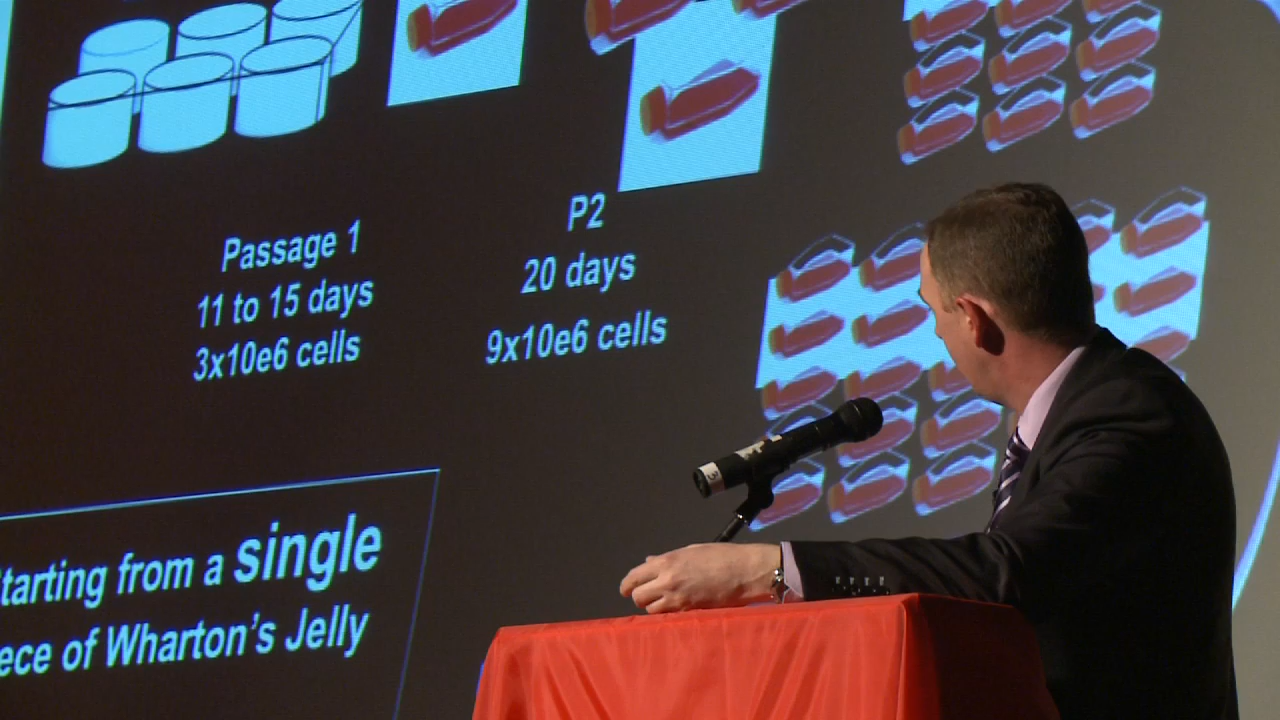 Passage 1
11 to 15 days
3x10e6 cells
P2
20 days
9x10e6 cells
tarting from a single
ece of Wharton's Jelly